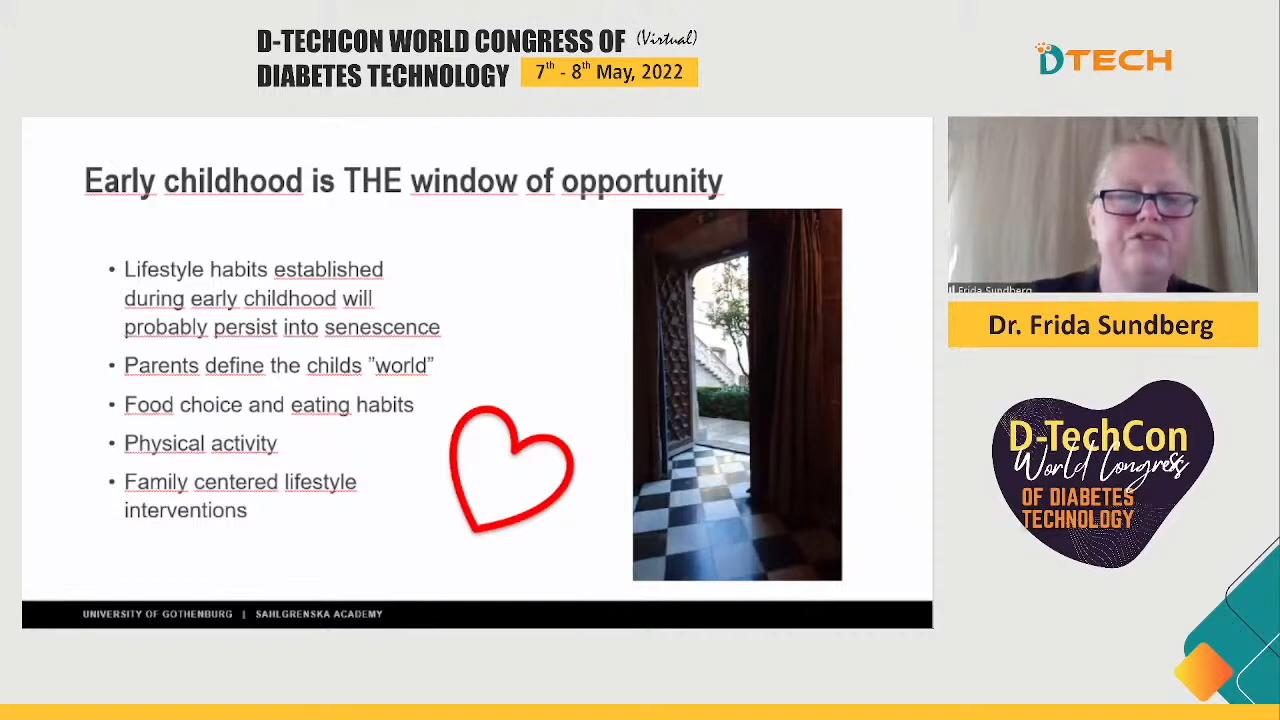 D-TECHCON WORLD CONGRESS OF (Virtual)
DIABETES TECHNOLOGY 7th - 8th May, 2022
DTECH
Early childhood is THE window of opportunity
• Lifestyle habits established
during early childhood will
probably persist into senescence
• Parents define the childs ”world”
• Food choice and eating habits
• Physical activity
• Family centered lifestyle
interventions
UNIVERSITY OF GOTHENBURG | SAHLGRENSKA ACADEMY
Frida Sundberg
Dr. Frida Sundberg
D-TechCon
World Congress
OF DIABETES
TECHNOLOGY